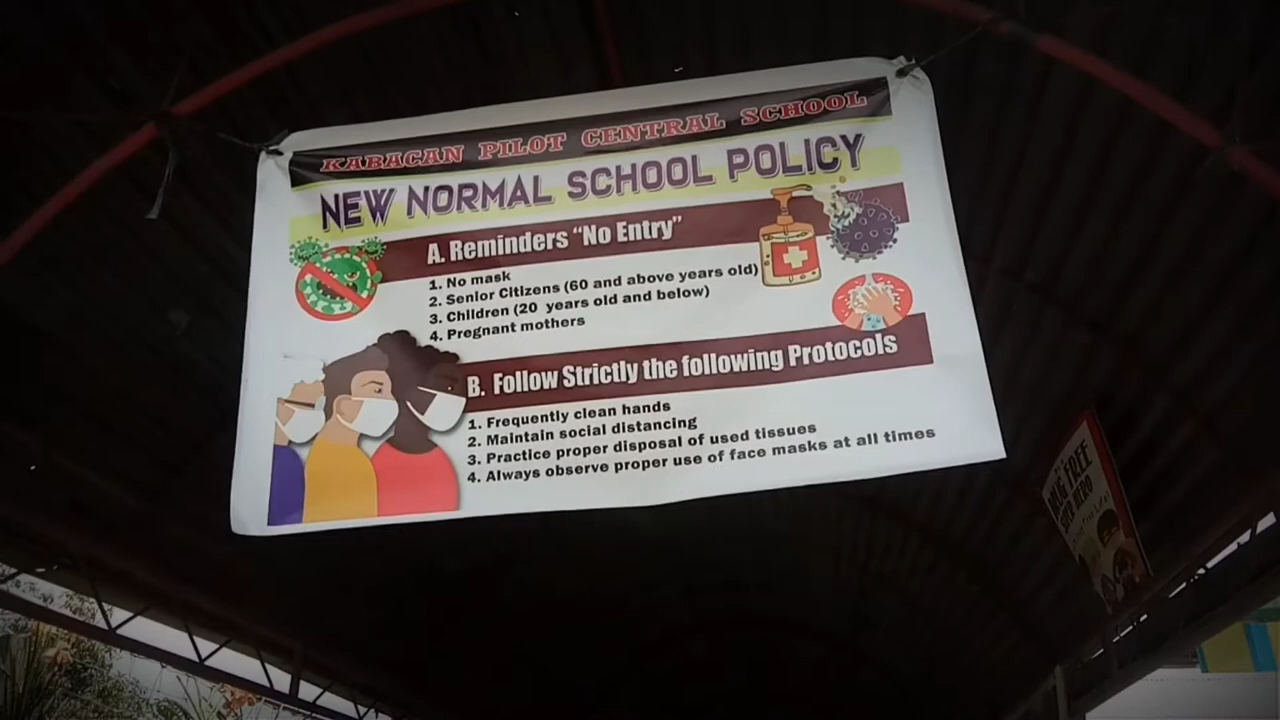 KABACAN PILOT CENTRAL SCHOOL
NEW NORMAL SCHOOL POLICY
A. Reminders “No Entry”
1. No mask
2. Senior Citizens (60 and above years old)
3. Children (20 years old and below)
4. Pregnant mothers
B. Follow Strictly the following Protocols
1. Frequently clean hands
2. Maintain social distancing
3. Practice proper disposal of used tissues
4. Always observe proper use of face masks at all times
DRUG FREE